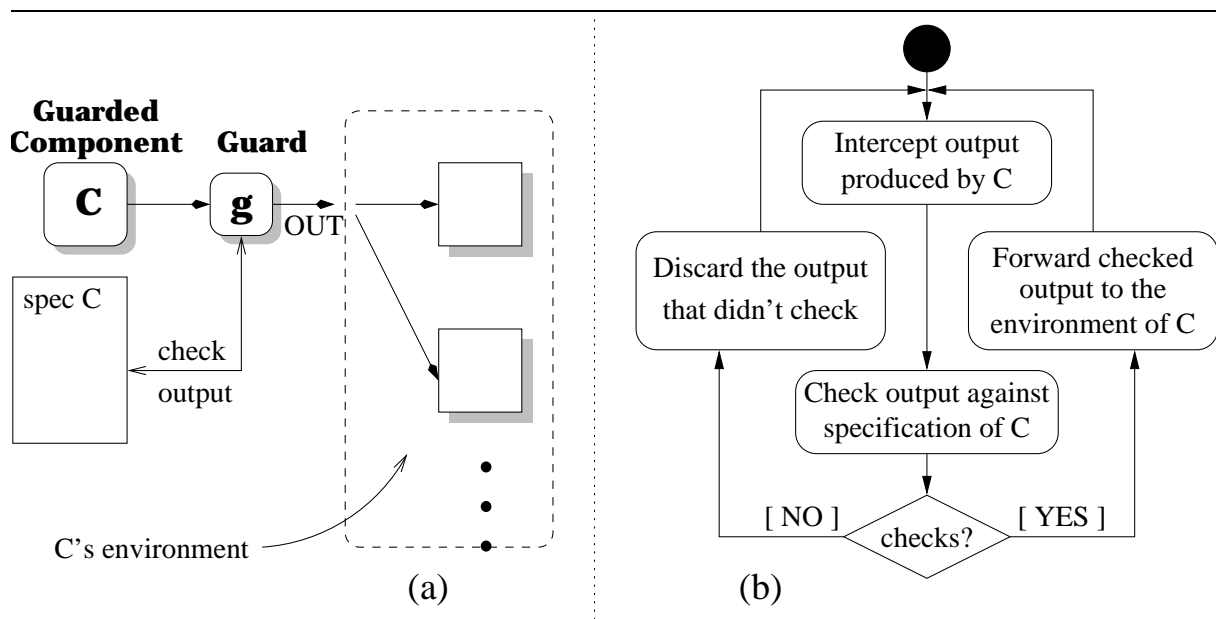 Guarded
Component
Guard
C
g
OUT
spec C
check
output
C's environment
(a)
Intercept output
produced by C
Discard the output
that didn't check
Forward checked
output to the
environment of C
Check output against
specification of C
[ NO ]
[ YES ]
checks?
(b)